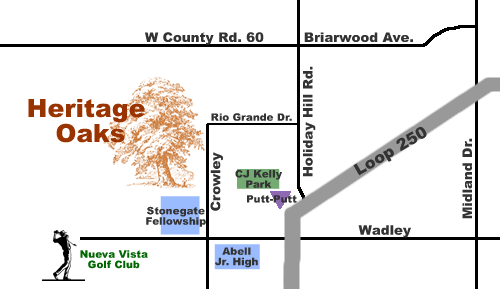 W County Rd. 60
Briarwood Ave.
Heritage
Oaks
Rio Grande Dr.
Holiday Hill Rd.
Loop 250
Midland Dr.
Crowley
CJ Kelly
Park
Putt-Putt
Stonegate
Fellowship
Wadley
Nueva Vista
Golf Club
Abell
Jr. High